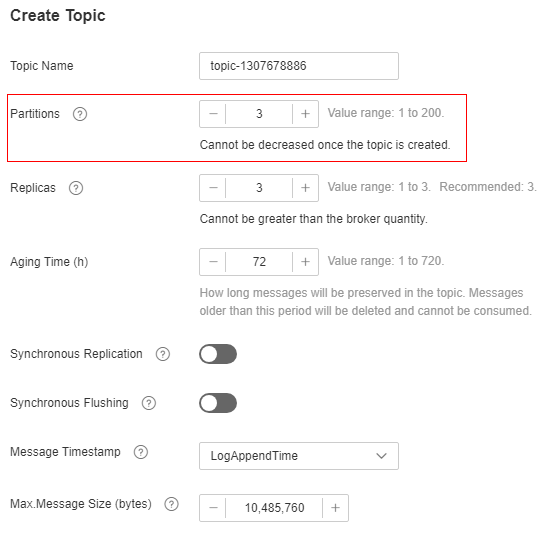 Create Topic
Topic Name topic-1307678886
Partitions ? − 3 + Value range: 1 to 200.
Cannot be decreased once the topic is created.
Replicas ? − 3 + Value range: 1 to 3. Recommended: 3.
Cannot be greater than the broker quantity.
Aging Time (h) − 72 + Value range: 1 to 720.
How long messages will be preserved in the topic. Messages
older than this period will be deleted and cannot be consumed.
Synchronous Replication ?
Synchronous Flushing ?
Message Timestamp ? LogAppendTime
Max.Message Size (bytes) ? − 10,485,760 +